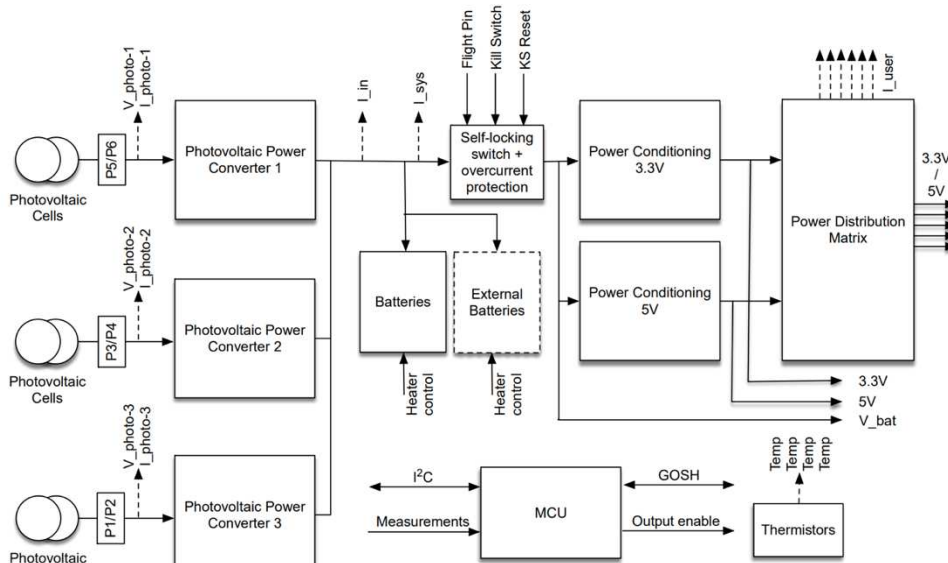 V_photo-1
I_photo-1
P5/P6
Photovoltaic
Cells
Photovoltaic Power
Converter 1
I_in
I_sys
Flight Pin
Kill Switch
KS Reset
Self-locking
switch +
overcurrent
protection
Power Conditioning
3.3V
I_user
Power Distribution
Matrix
3.3V
/
5V
V_photo-2
I_photo-2
P3/P4
Photovoltaic
Cells
Photovoltaic Power
Converter 2
Batteries
External
Batteries
Heater
control
Heater
control
Power Conditioning
5V
3.3V
5V
V_bat
V_photo-3
I_photo-3
P1/P2
Photovoltaic
Photovoltaic Power
Converter 3
I²C
Measurements
MCU
GOSH
Output enable
Temp
Temp
Temp
Temp
Thermistors